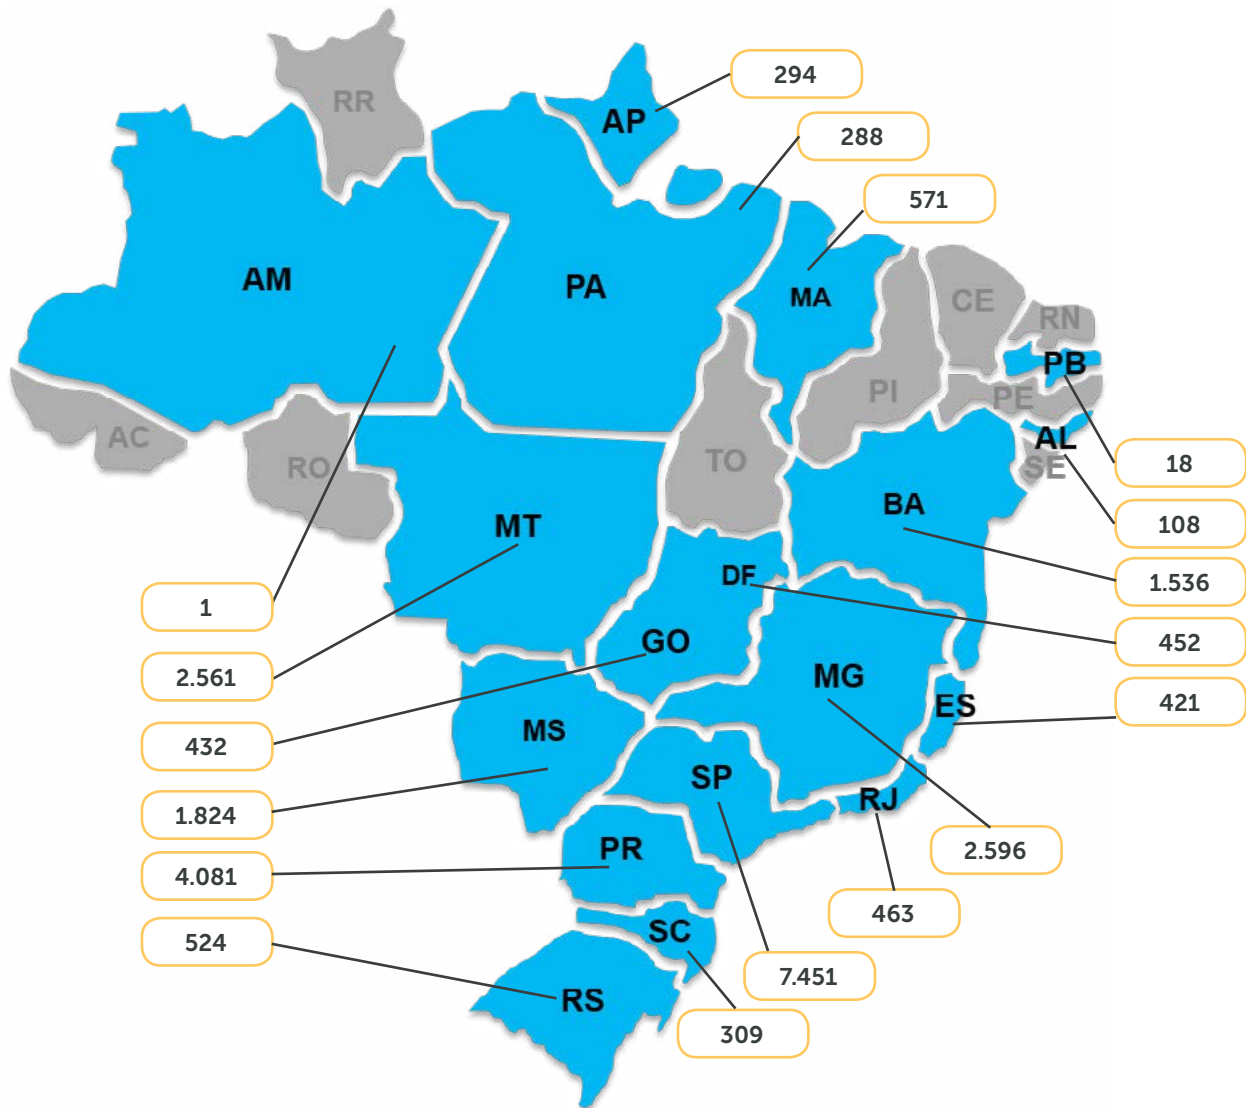 294
RR
AP
288
571
AM
PA
MA
CE
RN
PB
PI
PE
AC
AL
TO
RO
SE
18
BA
108
MT
DF
1.536
1
GO
452
2.561
MG
ES
421
MS
432
SP
RJ
1.824
PR
2.596
4.081
463
SC
524
7.451
RS
309